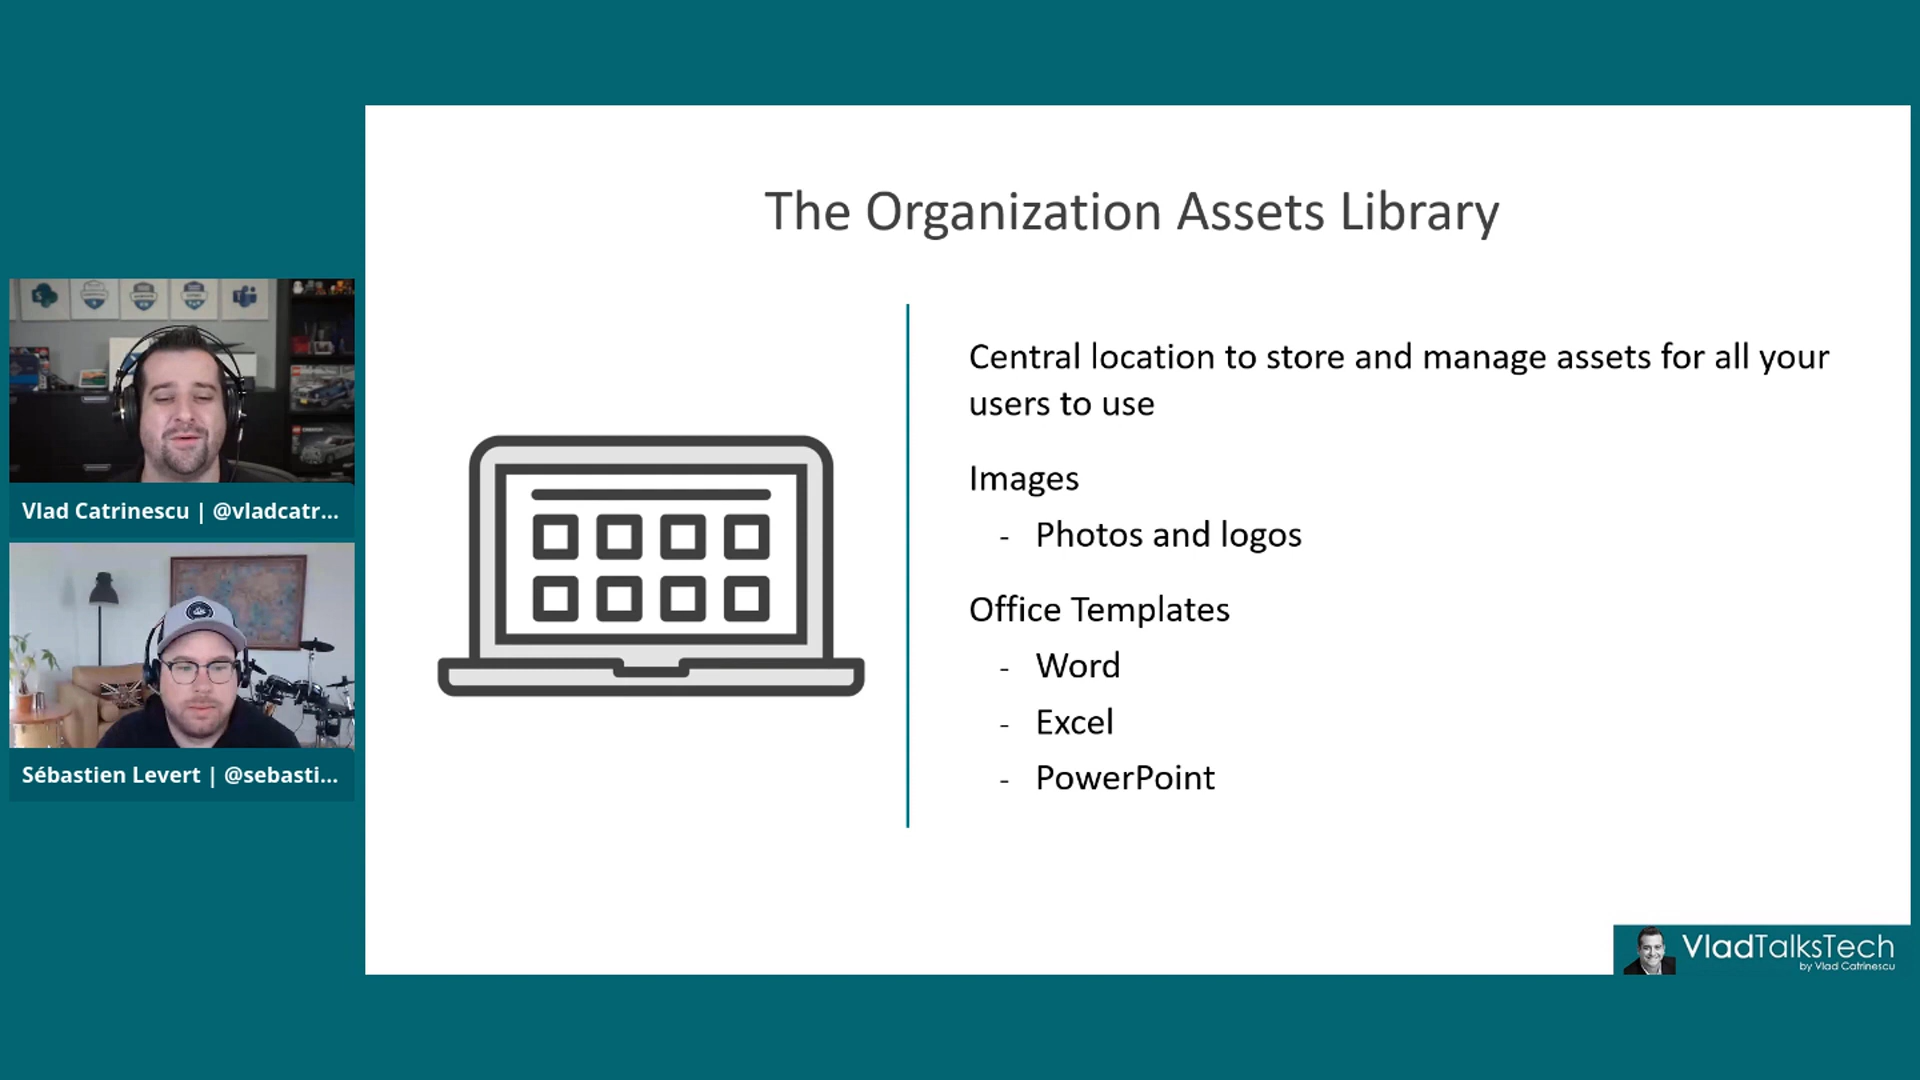 The Organization Assets Library
Central location to store and manage assets for all your
users to use
Images
- Photos and logos
Office Templates
- Word
- Excel
- PowerPoint
Vlad Catrinescu | @vladcatr...
Sébastien Levert | @sebasti...
VladTalksTech
by Vlad Catrinescu